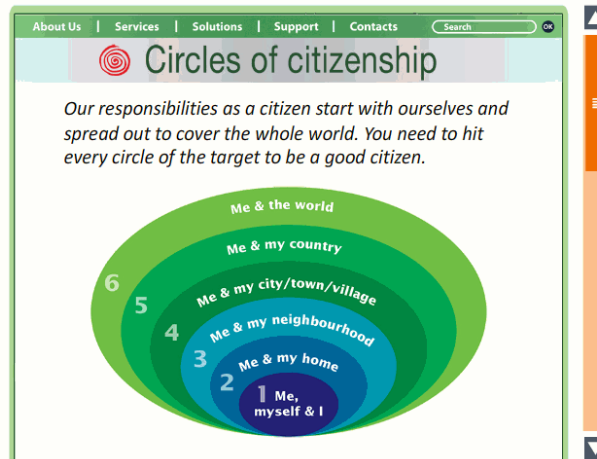 About Us | Services | Solutions | Support | Contacts Search OK
Circles of citizenship
Our responsibilities as a citizen start with ourselves and
spread out to cover the whole world. You need to hit
every circle of the target to be a good citizen.
Me & the world
6
Me & my country
5
Me & my city/town/village
4
Me & my neighbourhood
3
Me & my home
2
1 Me,
myself & I